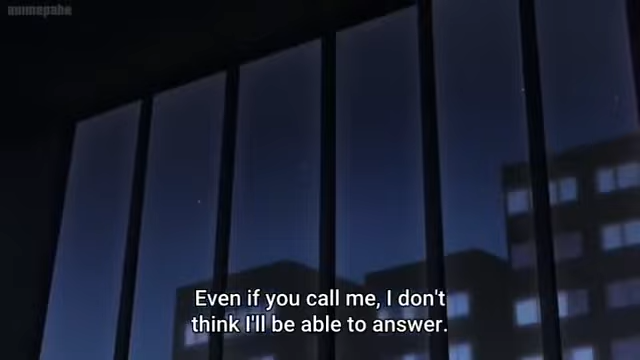 animepahe
Even if you call me, I don't
think I'll be able to answer.